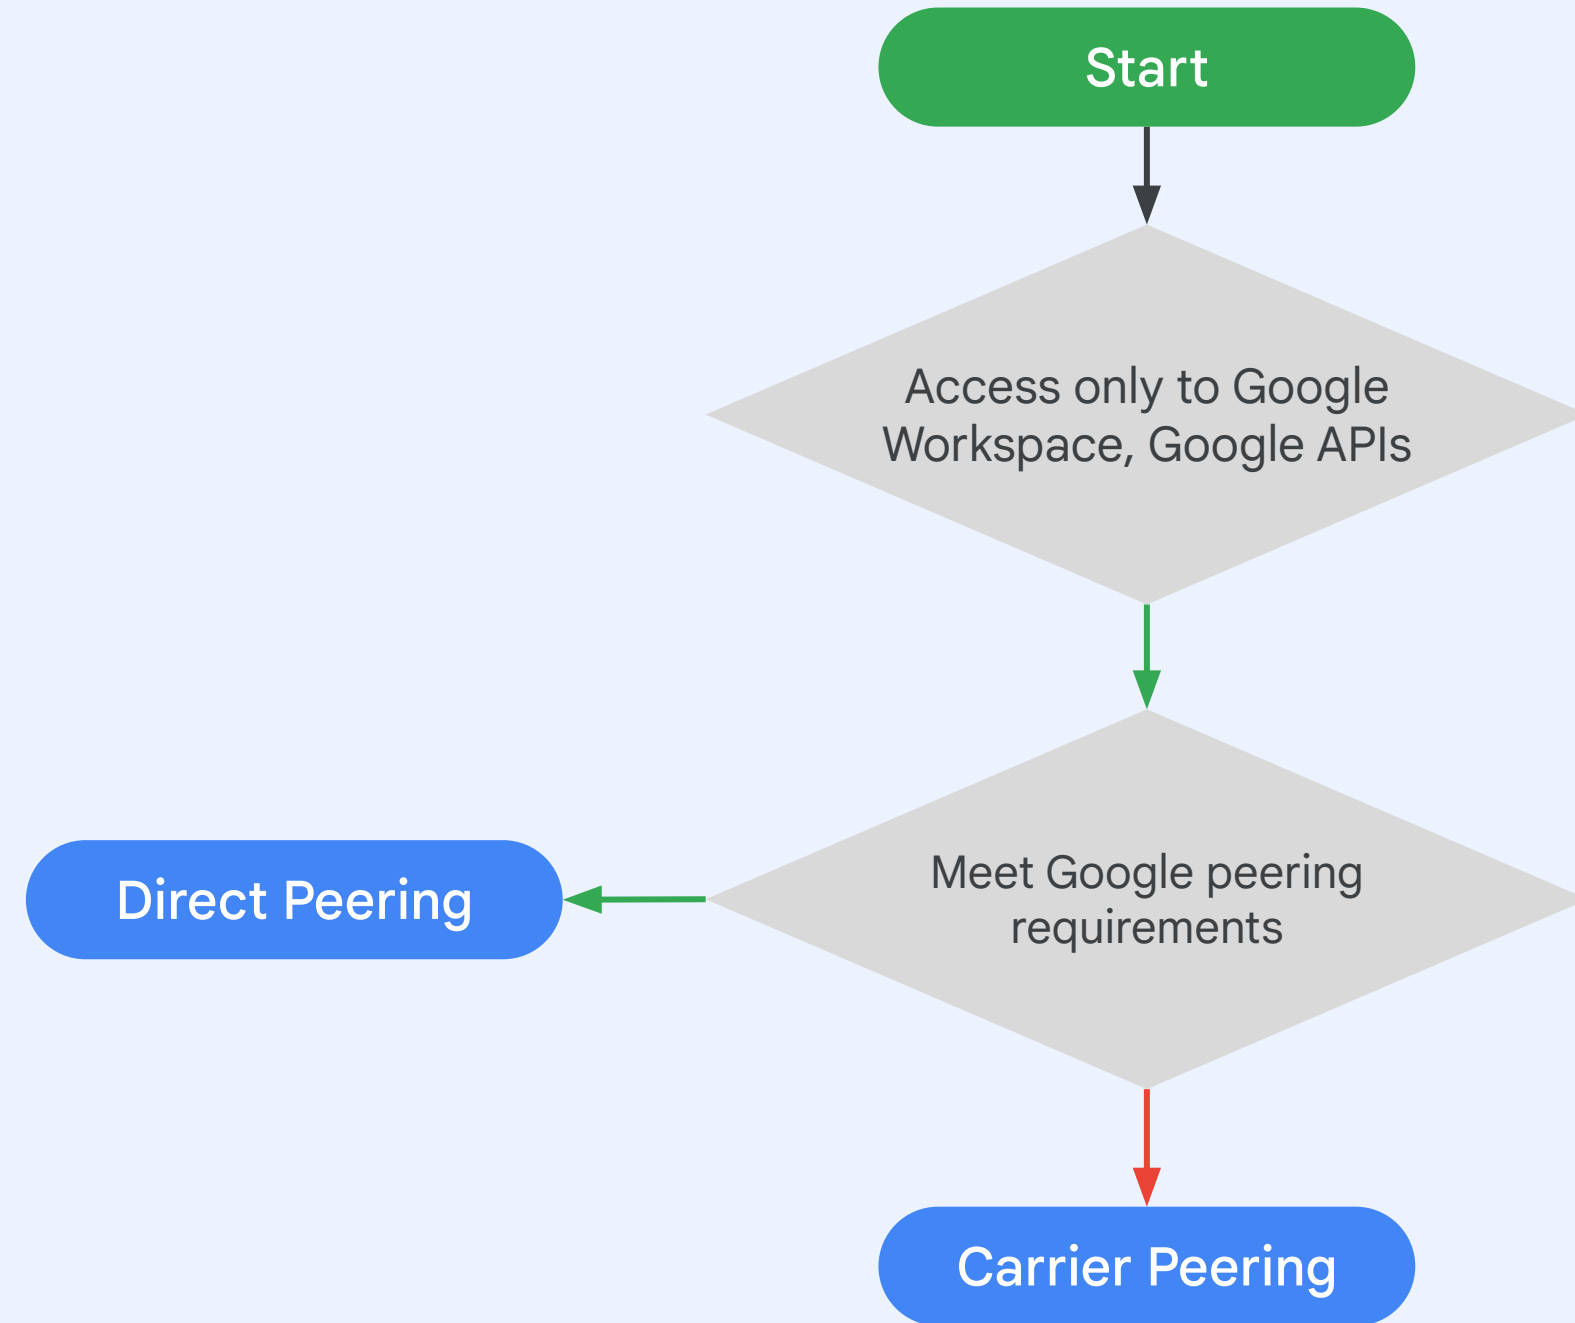 Start
Access only to Google
Workspace, Google APIs
Meet Google peering
requirements
Direct Peering
Carrier Peering